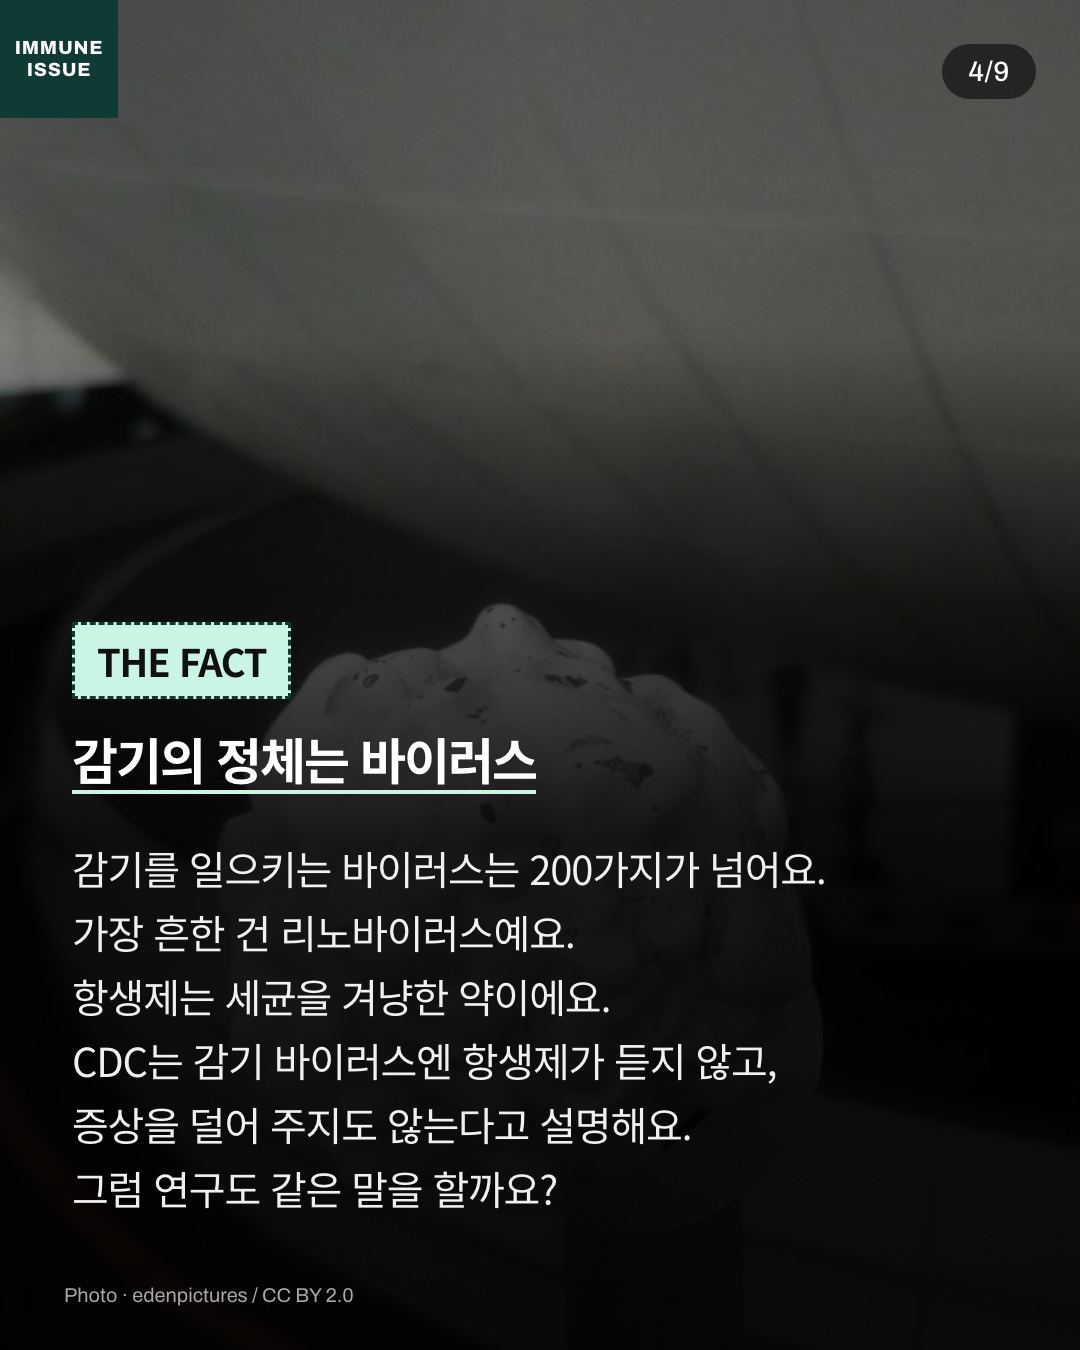 IMMUNE
ISSUE
4/9
THE FACT
감기의 정체는 바이러스
감기를 일으키는 바이러스는 200가지가 넘어요.
가장 흔한 건 리노바이러스예요.
항생제는 세균을 겨냥한 약이에요.
CDC는 감기 바이러스엔 항생제가 듣지 않고,
증상을 덜어 주지도 않는다고 설명해요.
그럼 연구도 같은 말을 할까요?
Photo · edenpictures / CC BY 2.0